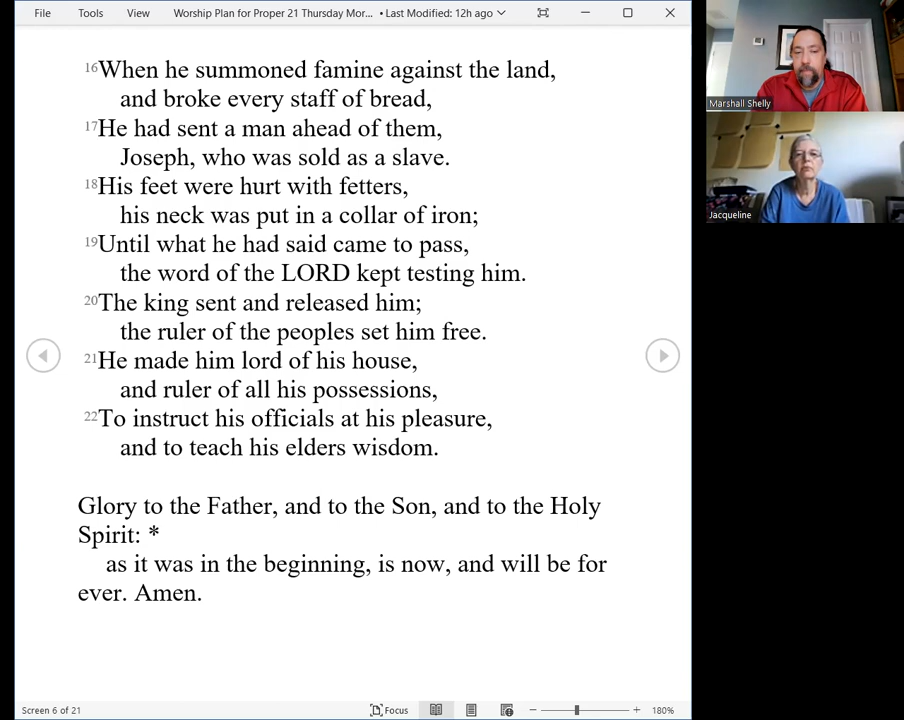 File Tools View Worship Plan for Proper 21 Thursday Mor... • Last Modified: 12h ago
16When he summoned famine against the land,
and broke every staff of bread,
17He had sent a man ahead of them,
Joseph, who was sold as a slave.
18His feet were hurt with fetters,
his neck was put in a collar of iron;
19Until what he had said came to pass,
the word of the LORD kept testing him.
20The king sent and released him;
the ruler of the peoples set him free.
21He made him lord of his house,
and ruler of all his possessions,
22To instruct his officials at his pleasure,
and to teach his elders wisdom.
Glory to the Father, and to the Son, and to the Holy
Spirit: *
as it was in the beginning, is now, and will be for
ever. Amen.
Screen 6 of 21 Focus 180%
Marshall Shelly
Jacqueline